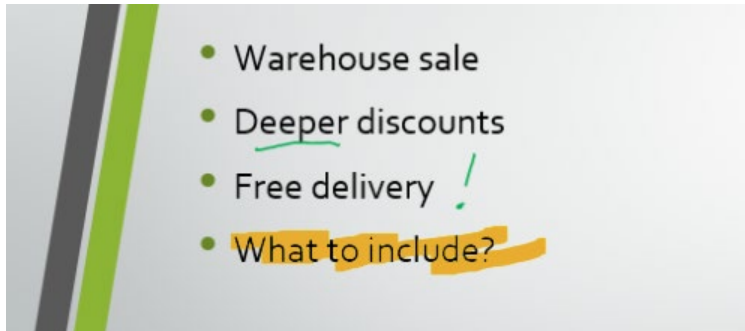 • Warehouse sale
• Deeper discounts
• Free delivery !
• What to include?